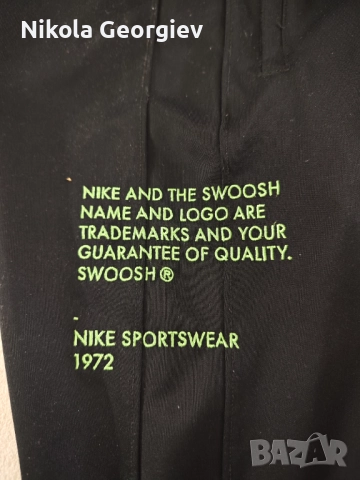 Nikola Georgiev
NIKE AND THE SWOOSH
NAME AND LOGO ARE
TRADEMARKS AND YOUR
GUARANTEE OF QUALITY.
SWOOSH®
-
NIKE SPORTSWEAR
1972
BAZAR